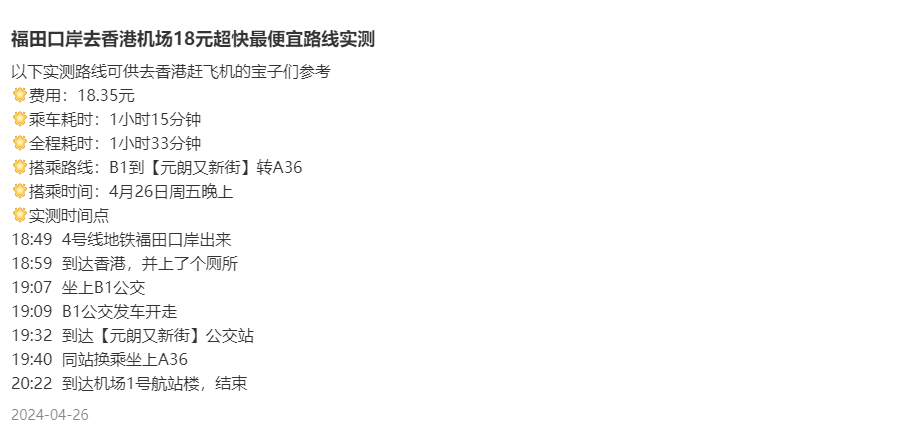 福田口岸去香港机场18元超快最便宜路线实测
以下实测路线可供去香港赶飞机的宝子们参考
费用：18.35元
乘车耗时：1小时15分钟
全程耗时：1小时33分钟
搭乘路线：B1到【元朗又新街】转A36
搭乘时间：4月26日周五晚上
实测时间点
18:49 4号线地铁福田口岸出来
18:59 到达香港，并上了个厕所
19:07 坐上B1公交
19:09 B1公交发车开走
19:32 到达【元朗又新街】公交站
19:40 同站换乘坐上A36
20:22 到达机场1号航站楼，结束
2024-04-26